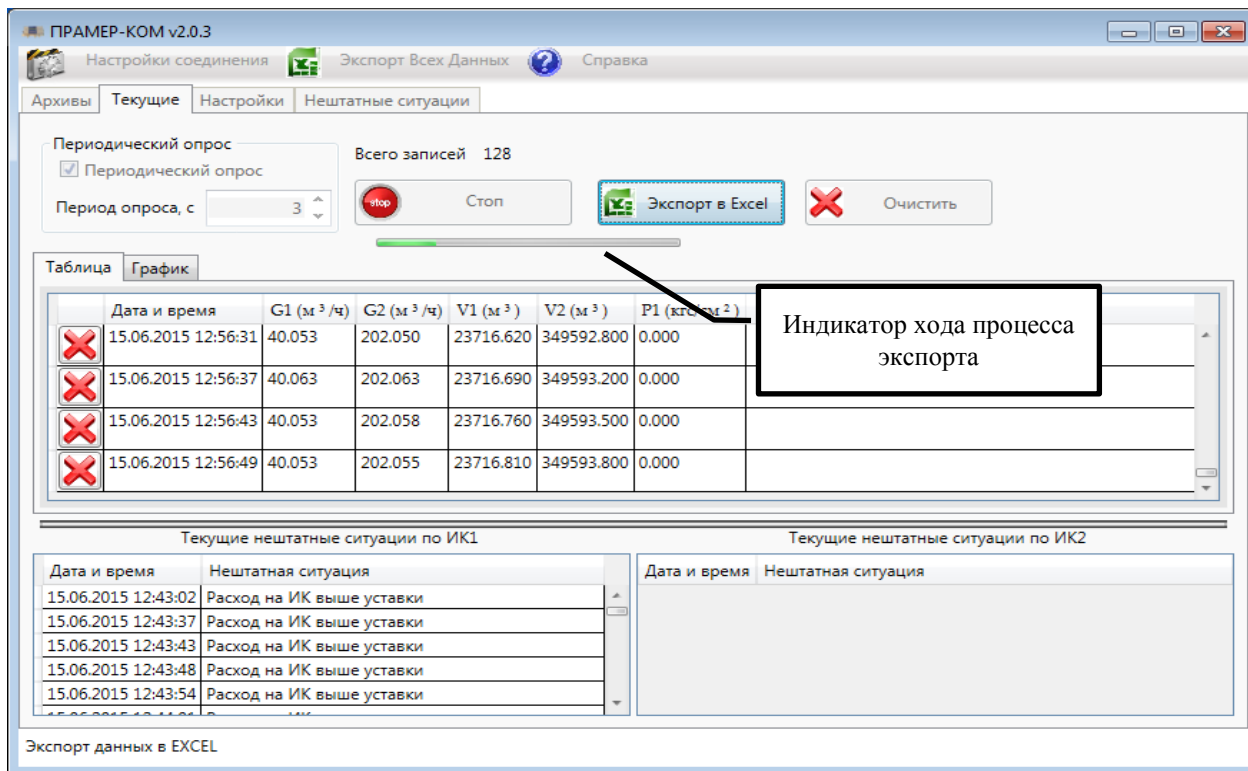 ПРАМЕР-КОМ v2.0.3
Настройки соединения Экспорт Всех Данных Справка
Архивы Текущие Настройки Нештатные ситуации
Периодический опрос
Всего записей 128
Периодический опрос
Период опроса, с 3
stop Стоп Экспорт в Excel Очистить
Таблица График
Дата и время G1 (м ³ /ч) G2 (м ³ /ч) V1 (м ³ ) V2 (м ³ ) P1 (кгс/см ² )
15.06.2015 12:56:31 40.053 202.050 23716.620 349592.800 0.000
15.06.2015 12:56:37 40.063 202.063 23716.690 349593.200 0.000
15.06.2015 12:56:43 40.053 202.058 23716.760 349593.500 0.000
15.06.2015 12:56:49 40.053 202.055 23716.810 349593.800 0.000
Индикатор хода процесса
экспорта
Текущие нештатные ситуации по ИК1
Дата и время Нештатная ситуация
15.06.2015 12:43:02 Расход на ИК выше уставки
15.06.2015 12:43:37 Расход на ИК выше уставки
15.06.2015 12:43:43 Расход на ИК выше уставки
15.06.2015 12:43:48 Расход на ИК выше уставки
15.06.2015 12:43:54 Расход на ИК выше уставки
Текущие нештатные ситуации по ИК2
Дата и время Нештатная ситуация
Экспорт данных в EXCEL